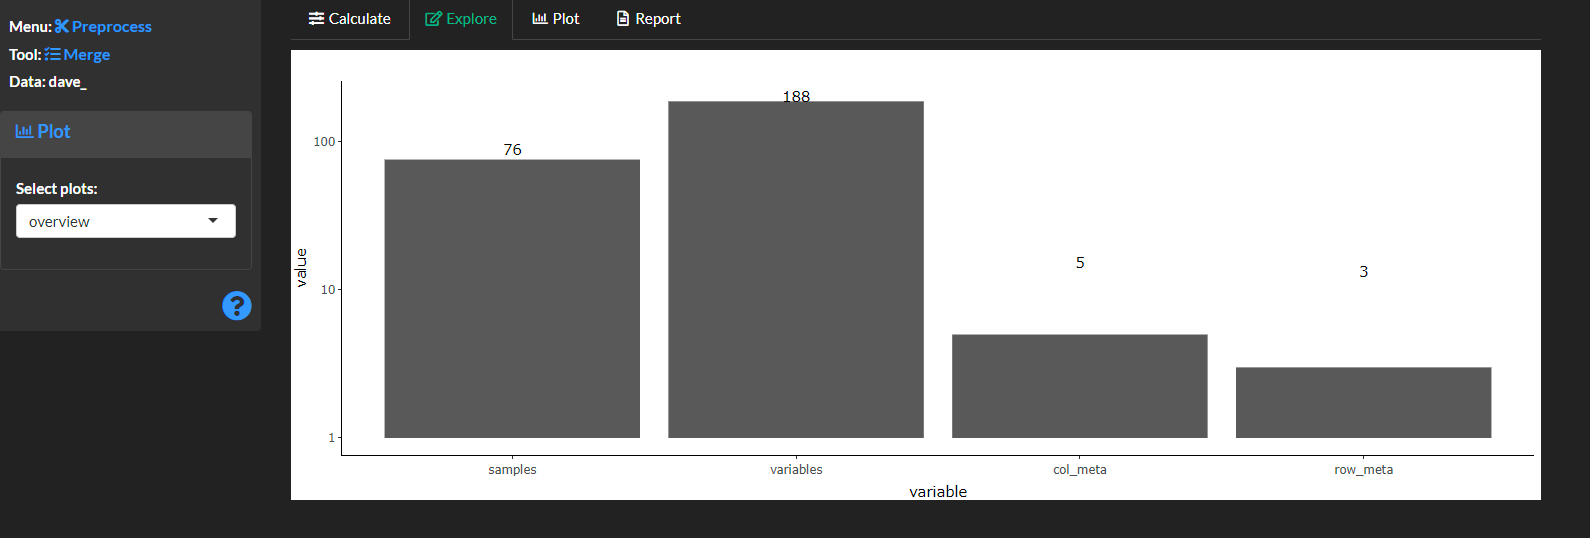 Menu: Preprocess
Tool: Merge
Data: dave_
Plot
Select plots:
overview
?
Calculate Explore Plot Report
value
100
10
1
76
188
5
3
samples variables col_meta row_meta
variable